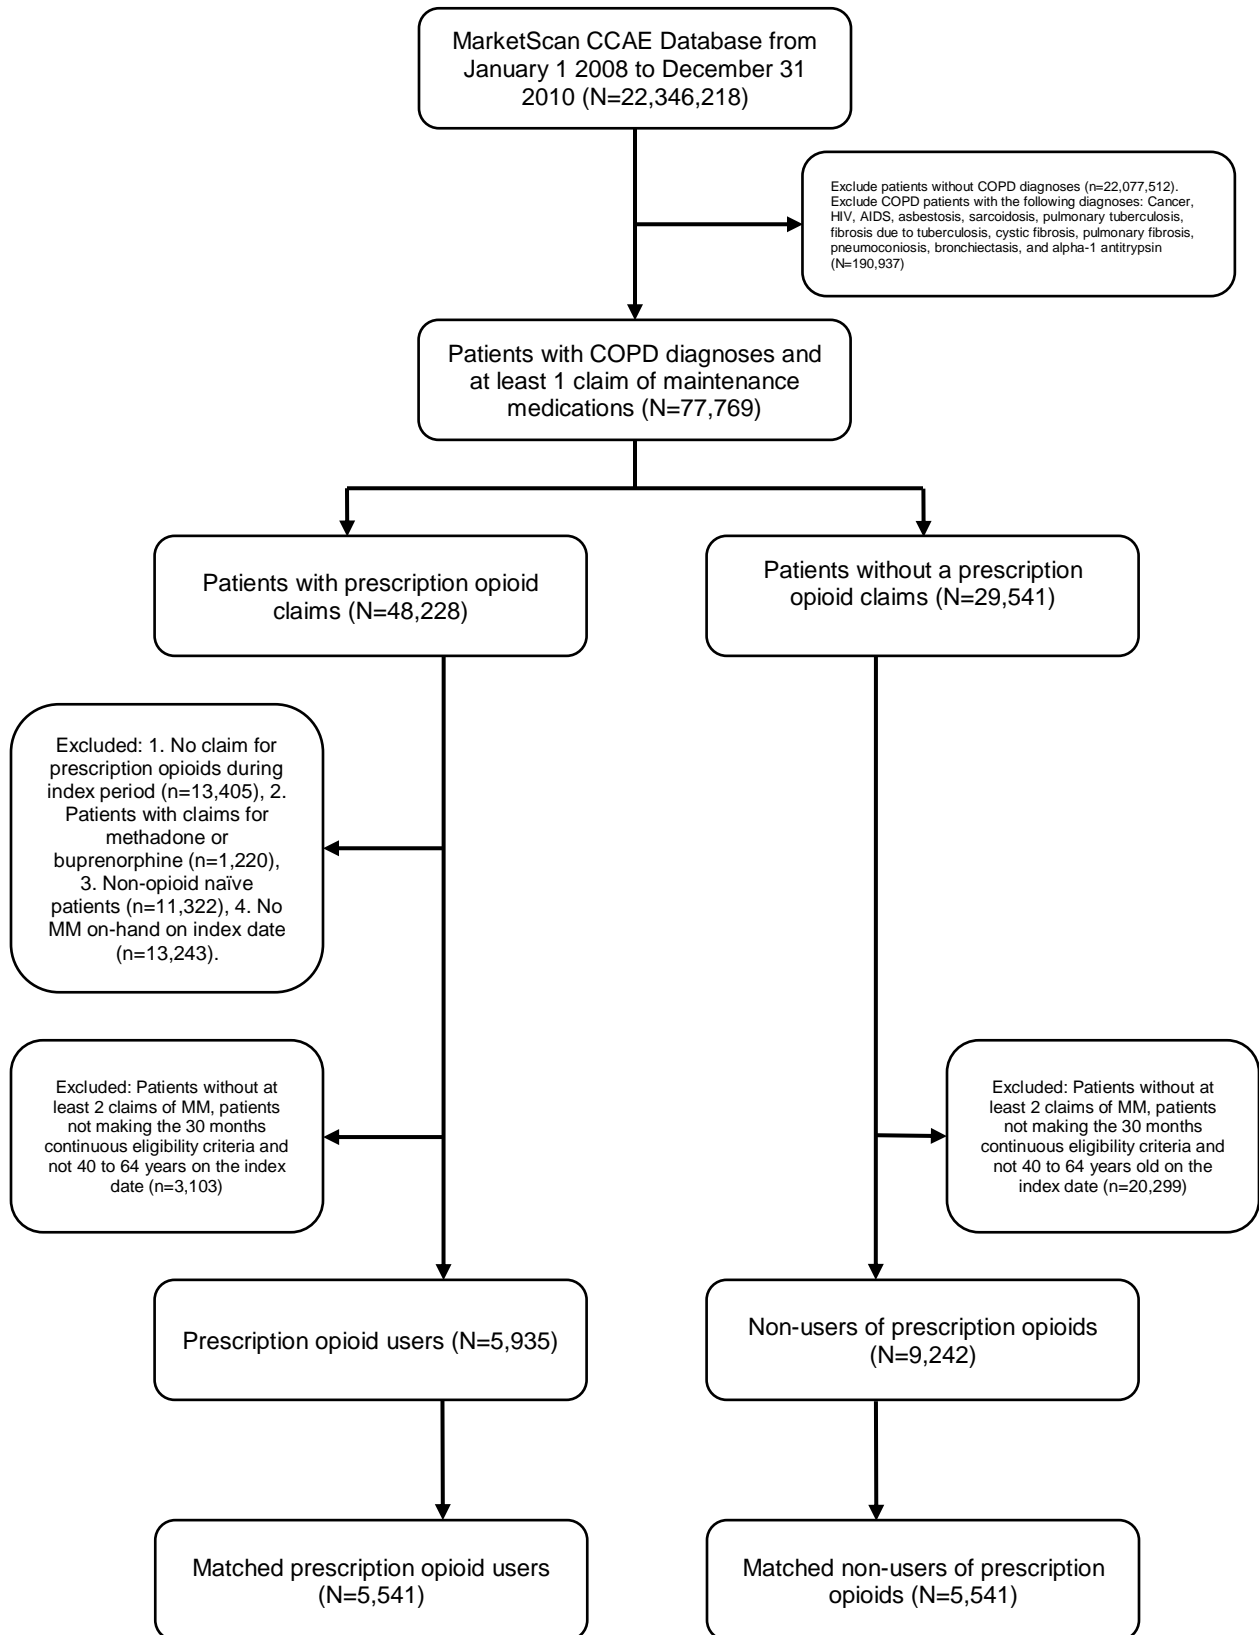 MarketScan CCAE Database from
January 1 2008 to December 31
2010 (N=22,346,218)
Exclude patients without COPD diagnoses (n=22,077,512).
Exclude COPD patients with the following diagnoses: Cancer,
HIV, AIDS, asbestosis, sarcoidosis, pulmonary tuberculosis,
fibrosis due to tuberculosis, cystic fibrosis, pulmonary fibrosis,
pneumoconiosis, bronchiectasis, and alpha-1 antitrypsin
(N=190,937)
Patients with COPD diagnoses and
at least 1 claim of maintenance
medications (N=77,769)
Patients with prescription opioid
claims (N=48,228)
Patients without a prescription
opioid claims (N=29,541)
Excluded: 1. No claim for
prescription opioids during
index period (n=13,405), 2.
Patients with claims for
methadone or
buprenorphine (n=1,220),
3. Non-opioid naïve
patients (n=11,322), 4. No
MM on-hand on index date
(n=13,243).
Excluded: Patients without at
least 2 claims of MM, patients
not making the 30 months
continuous eligibility criteria and
not 40 to 64 years on the index
date (n=3,103)
Excluded: Patients without at
least 2 claims of MM, patients
not making the 30 months
continuous eligibility criteria and
not 40 to 64 years old on the
index date (n=20,299)
Prescription opioid users (N=5,935)
Non-users of prescription opioids
(N=9,242)
Matched prescription opioid users
(N=5,541)
Matched non-users of prescription
opioids (N=5,541)